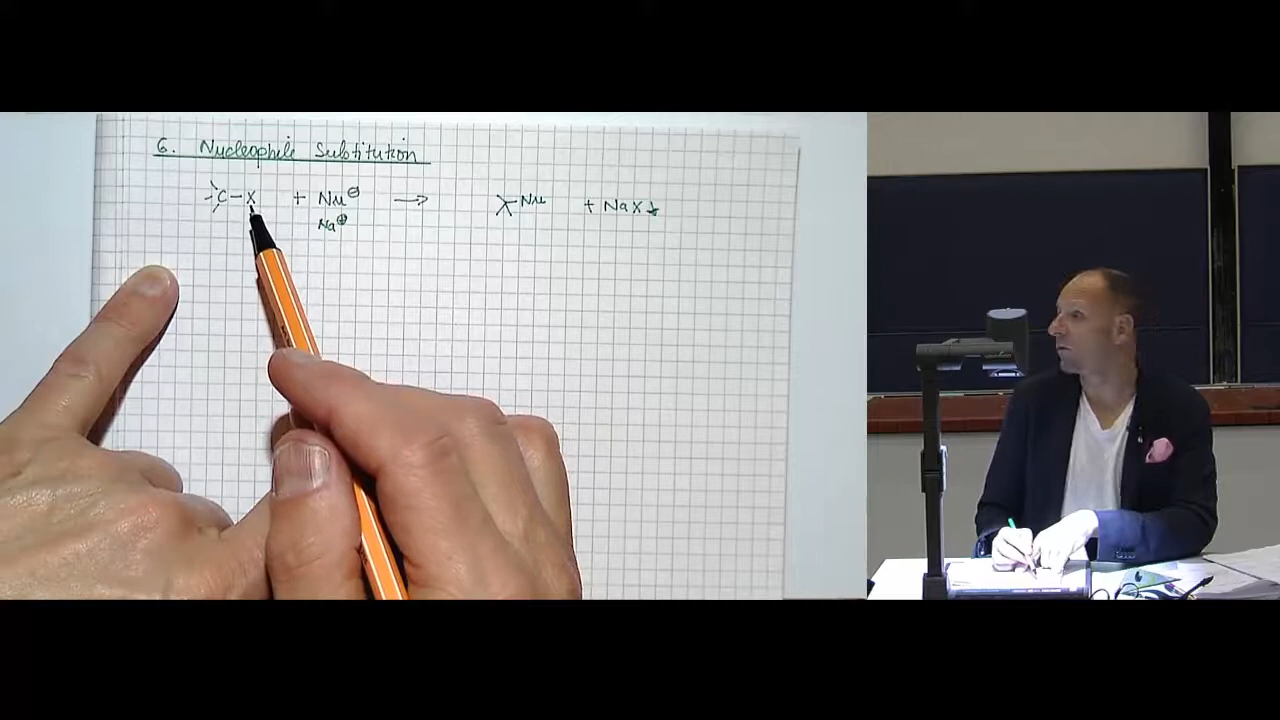 6. Nucleophile Substitution
C-X + Nu⊖ → Nu + NaX↓
Na⊕